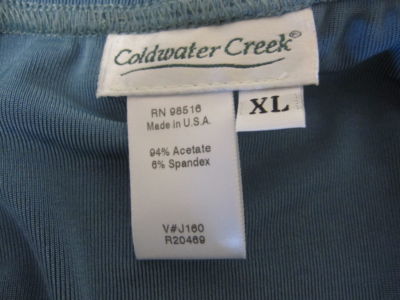 Coldwater Creek®
XL
RN 98516
Made in U.S.A.
94% Acetate
6% Spandex
V#J160
R20469